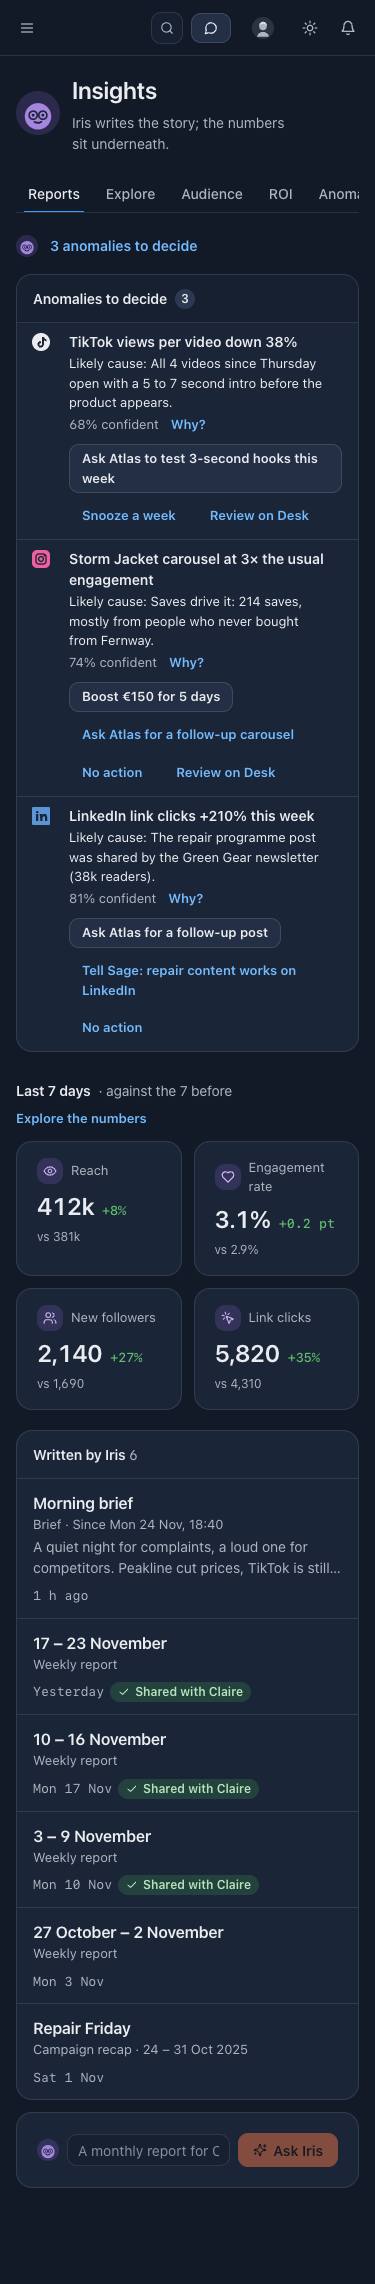 Insights
Iris writes the story; the numbers
sit underneath.
Reports Explore Audience ROI Anoma
3 anomalies to decide
Anomalies to decide 3
TikTok views per video down 38%
Likely cause: All 4 videos since Thursday
open with a 5 to 7 second intro before the
product appears.
68% confident Why?
Ask Atlas to test 3-second hooks this
week
Snooze a week Review on Desk
Storm Jacket carousel at 3× the usual
engagement
Likely cause: Saves drive it: 214 saves,
mostly from people who never bought
from Fernway.
74% confident Why?
Boost €150 for 5 days
Ask Atlas for a follow-up carousel
No action Review on Desk
in
LinkedIn link clicks +210% this week
Likely cause: The repair programme post
was shared by the Green Gear newsletter
(38k readers).
81% confident Why?
Ask Atlas for a follow-up post
Tell Sage: repair content works on
LinkedIn
No action
Last 7 days · against the 7 before
Explore the numbers
Reach
412k +8%
vs 381k
Engagement
rate
3.1% +0.2 pt
vs 2.9%
New followers
2,140 +27%
vs 1,690
Link clicks
5,820 +35%
vs 4,310
Written by Iris 6
Morning brief
Brief · Since Mon 24 Nov, 18:40
A quiet night for complaints, a loud one for
competitors. Peakline cut prices, TikTok is still…
1 h ago
17 – 23 November
Weekly report
Yesterday Shared with Claire
10 – 16 November
Weekly report
Mon 17 Nov Shared with Claire
3 – 9 November
Weekly report
Mon 10 Nov Shared with Claire
27 October – 2 November
Weekly report
Mon 3 Nov
Repair Friday
Campaign recap · 24 – 31 Oct 2025
Sat 1 Nov
A monthly report for C
Ask Iris